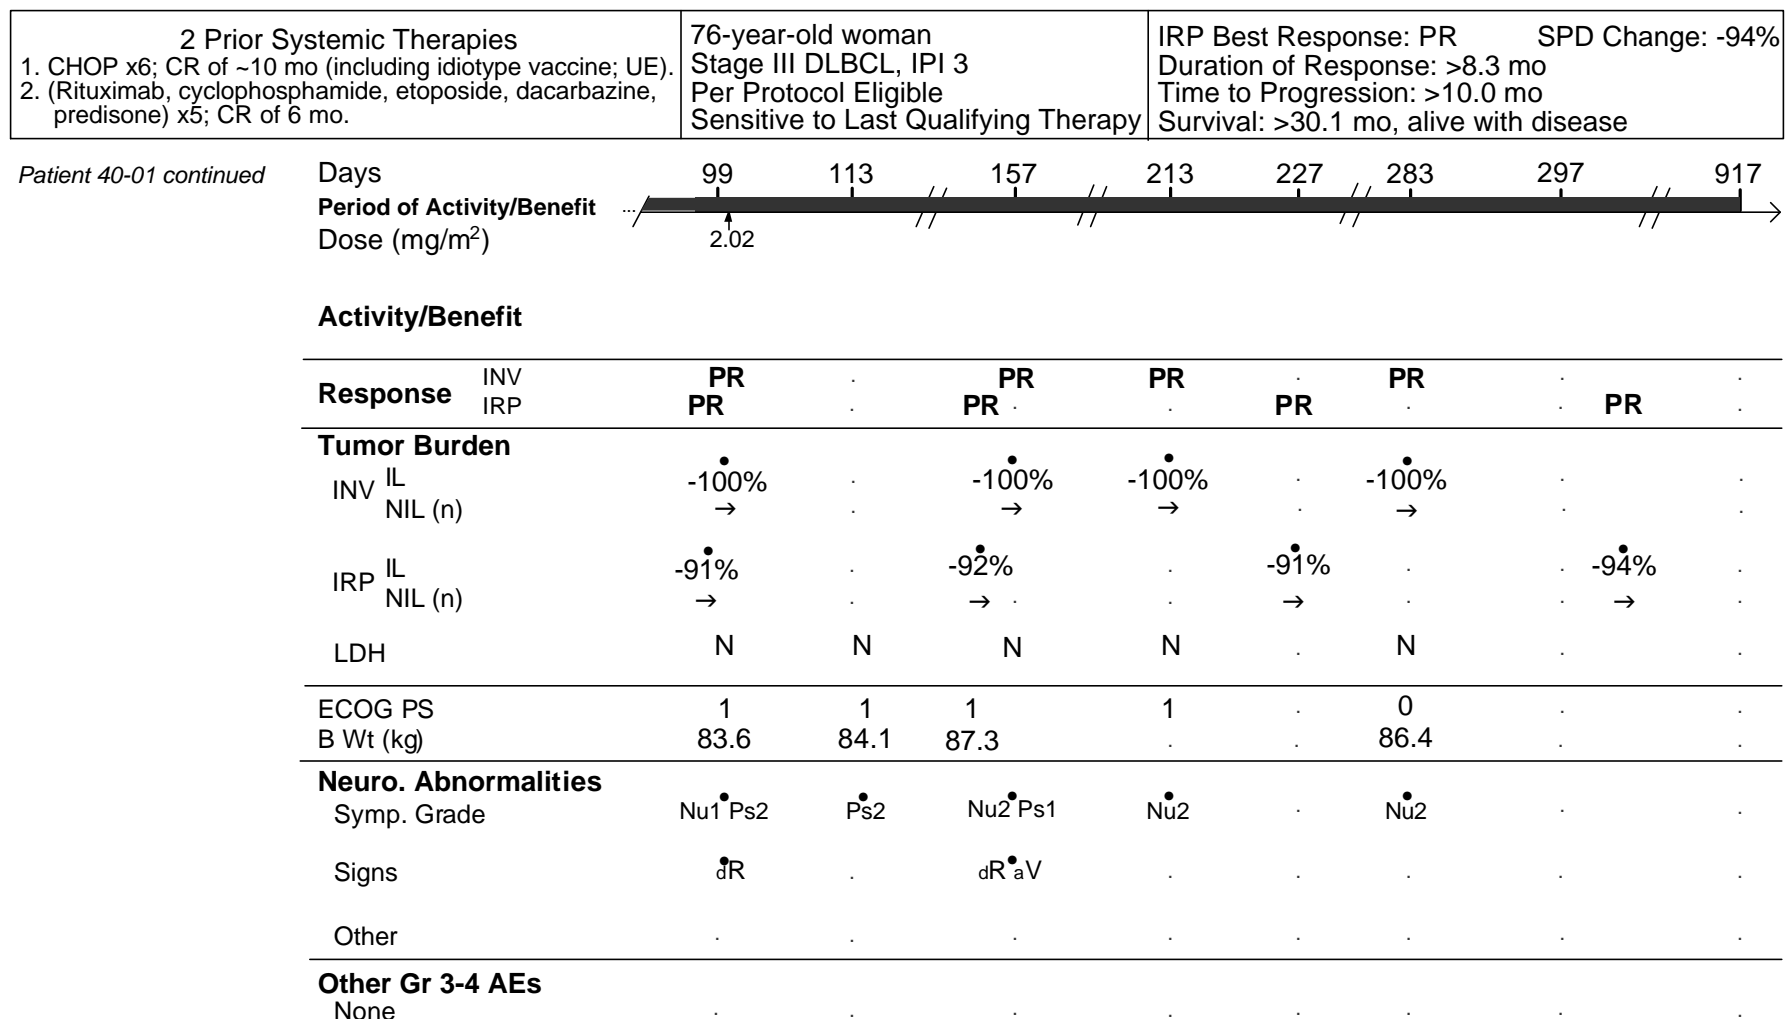 2 Prior Systemic Therapies
1. CHOP x6; CR of ~10 mo (including idiotype vaccine; UE).
2. (Rituximab, cyclophosphamide, etoposide, dacarbazine,
predisone) x5; CR of 6 mo.
76-year-old woman
Stage III DLBCL, IPI 3
Per Protocol Eligible
Sensitive to Last Qualifying Therapy
IRP Best Response: PR SPD Change: -94%
Duration of Response: >8.3 mo
Time to Progression: >10.0 mo
Survival: >30.1 mo, alive with disease
Patient 40-01 continued
Days 99 113 157 213 227 283 297 917
Period of Activity/Benefit ...
Dose (mg/m²) 2.02
Activity/Benefit
Response INV PR . PR PR . PR . .
IRP PR . PR . . PR . . PR .
Tumor Burden
INV IL -100% . -100% -100% . -100% . .
NIL (n) → . → → . → . .
IRP IL -91% . -92% . -91% . . -94% .
NIL (n) → . → . . → . . → .
LDH N N N N . N . .
ECOG PS 1 1 1 1 . 0 . .
B Wt (kg) 83.6 84.1 87.3 . . 86.4 . .
Neuro. Abnormalities
Symp. Grade Nu1 Ps2 Ps2 Nu2 Ps1 Nu2 . Nu2 . .
Signs dR . dR aV . . . . .
Other . . . . . . . .
Other Gr 3-4 AEs
None . . . . . . . .